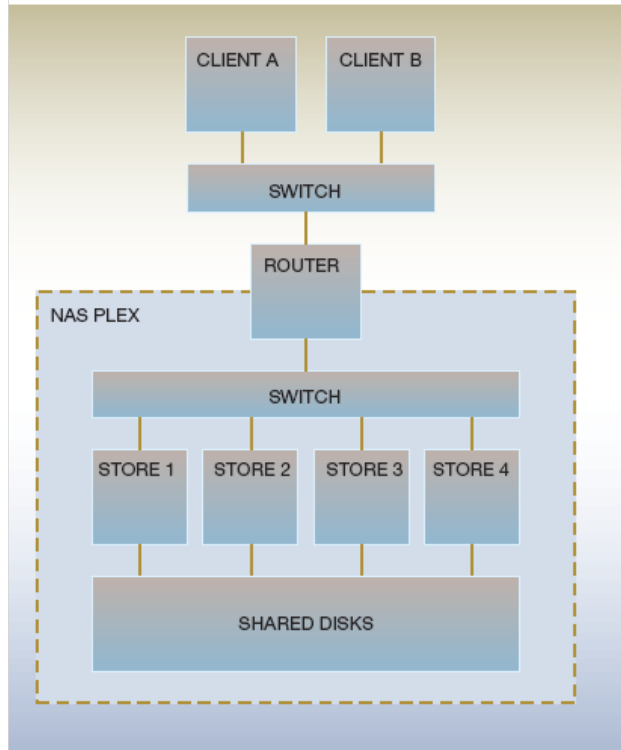 CLIENT A
CLIENT B
SWITCH
ROUTER
NAS PLEX
SWITCH
STORE 1
STORE 2
STORE 3
STORE 4
SHARED DISKS